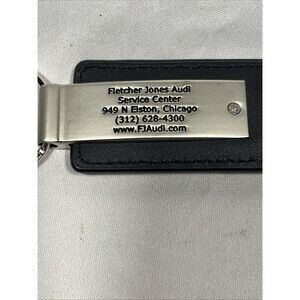 Fletcher Jones Audi
Service Center
949 N Elston, Chicago
(312) 628-4300
www.FJAudi.com